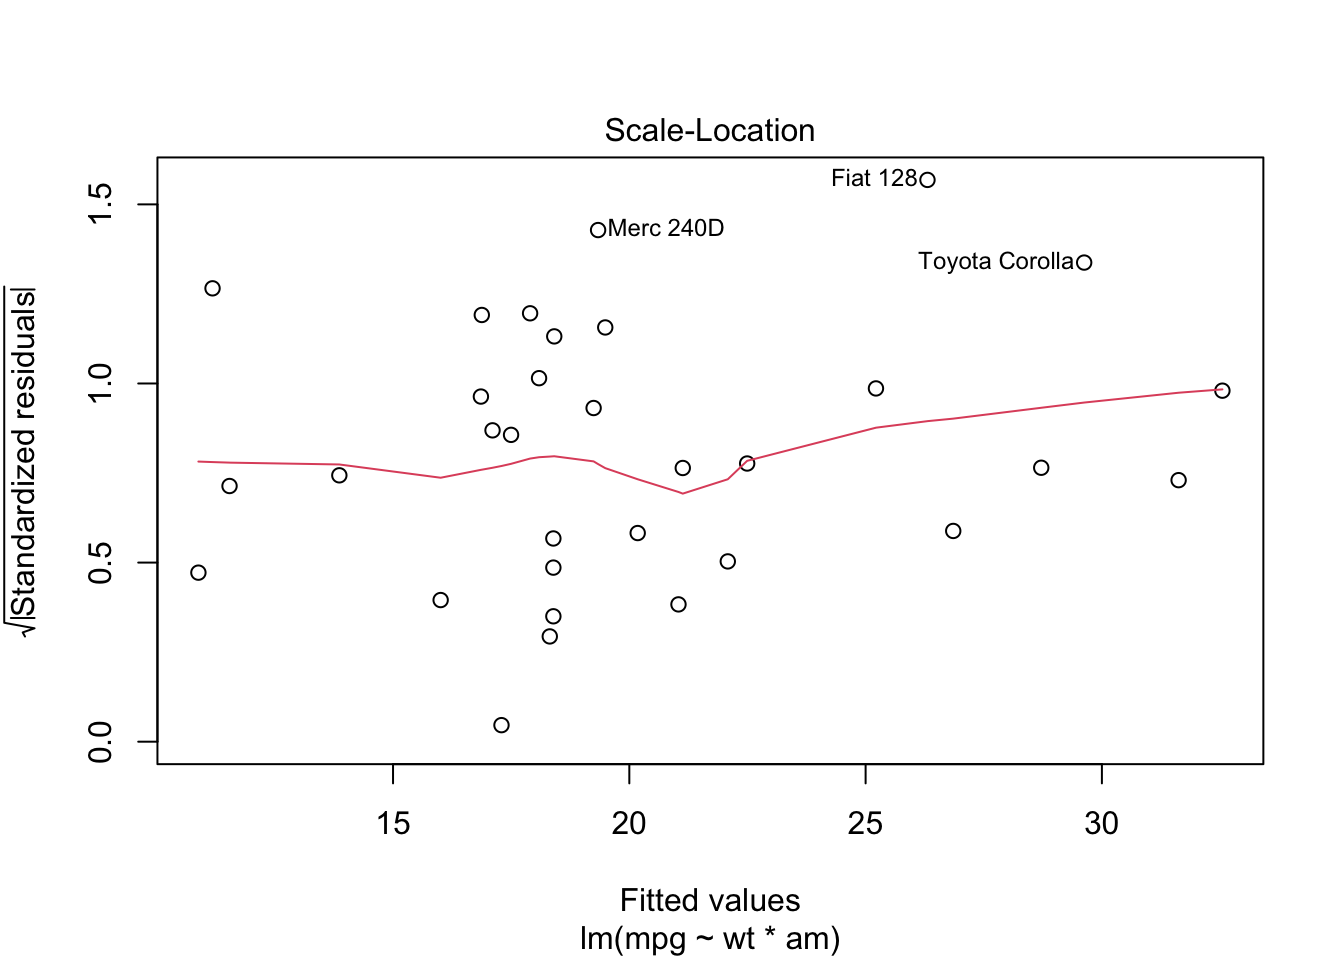 Scale-Location
√|Standardized residuals|
1.5
1.0
0.5
0.0
Fiat 128
Merc 240D
Toyota Corolla
15 20 25 30
Fitted values
lm(mpg ~ wt * am)